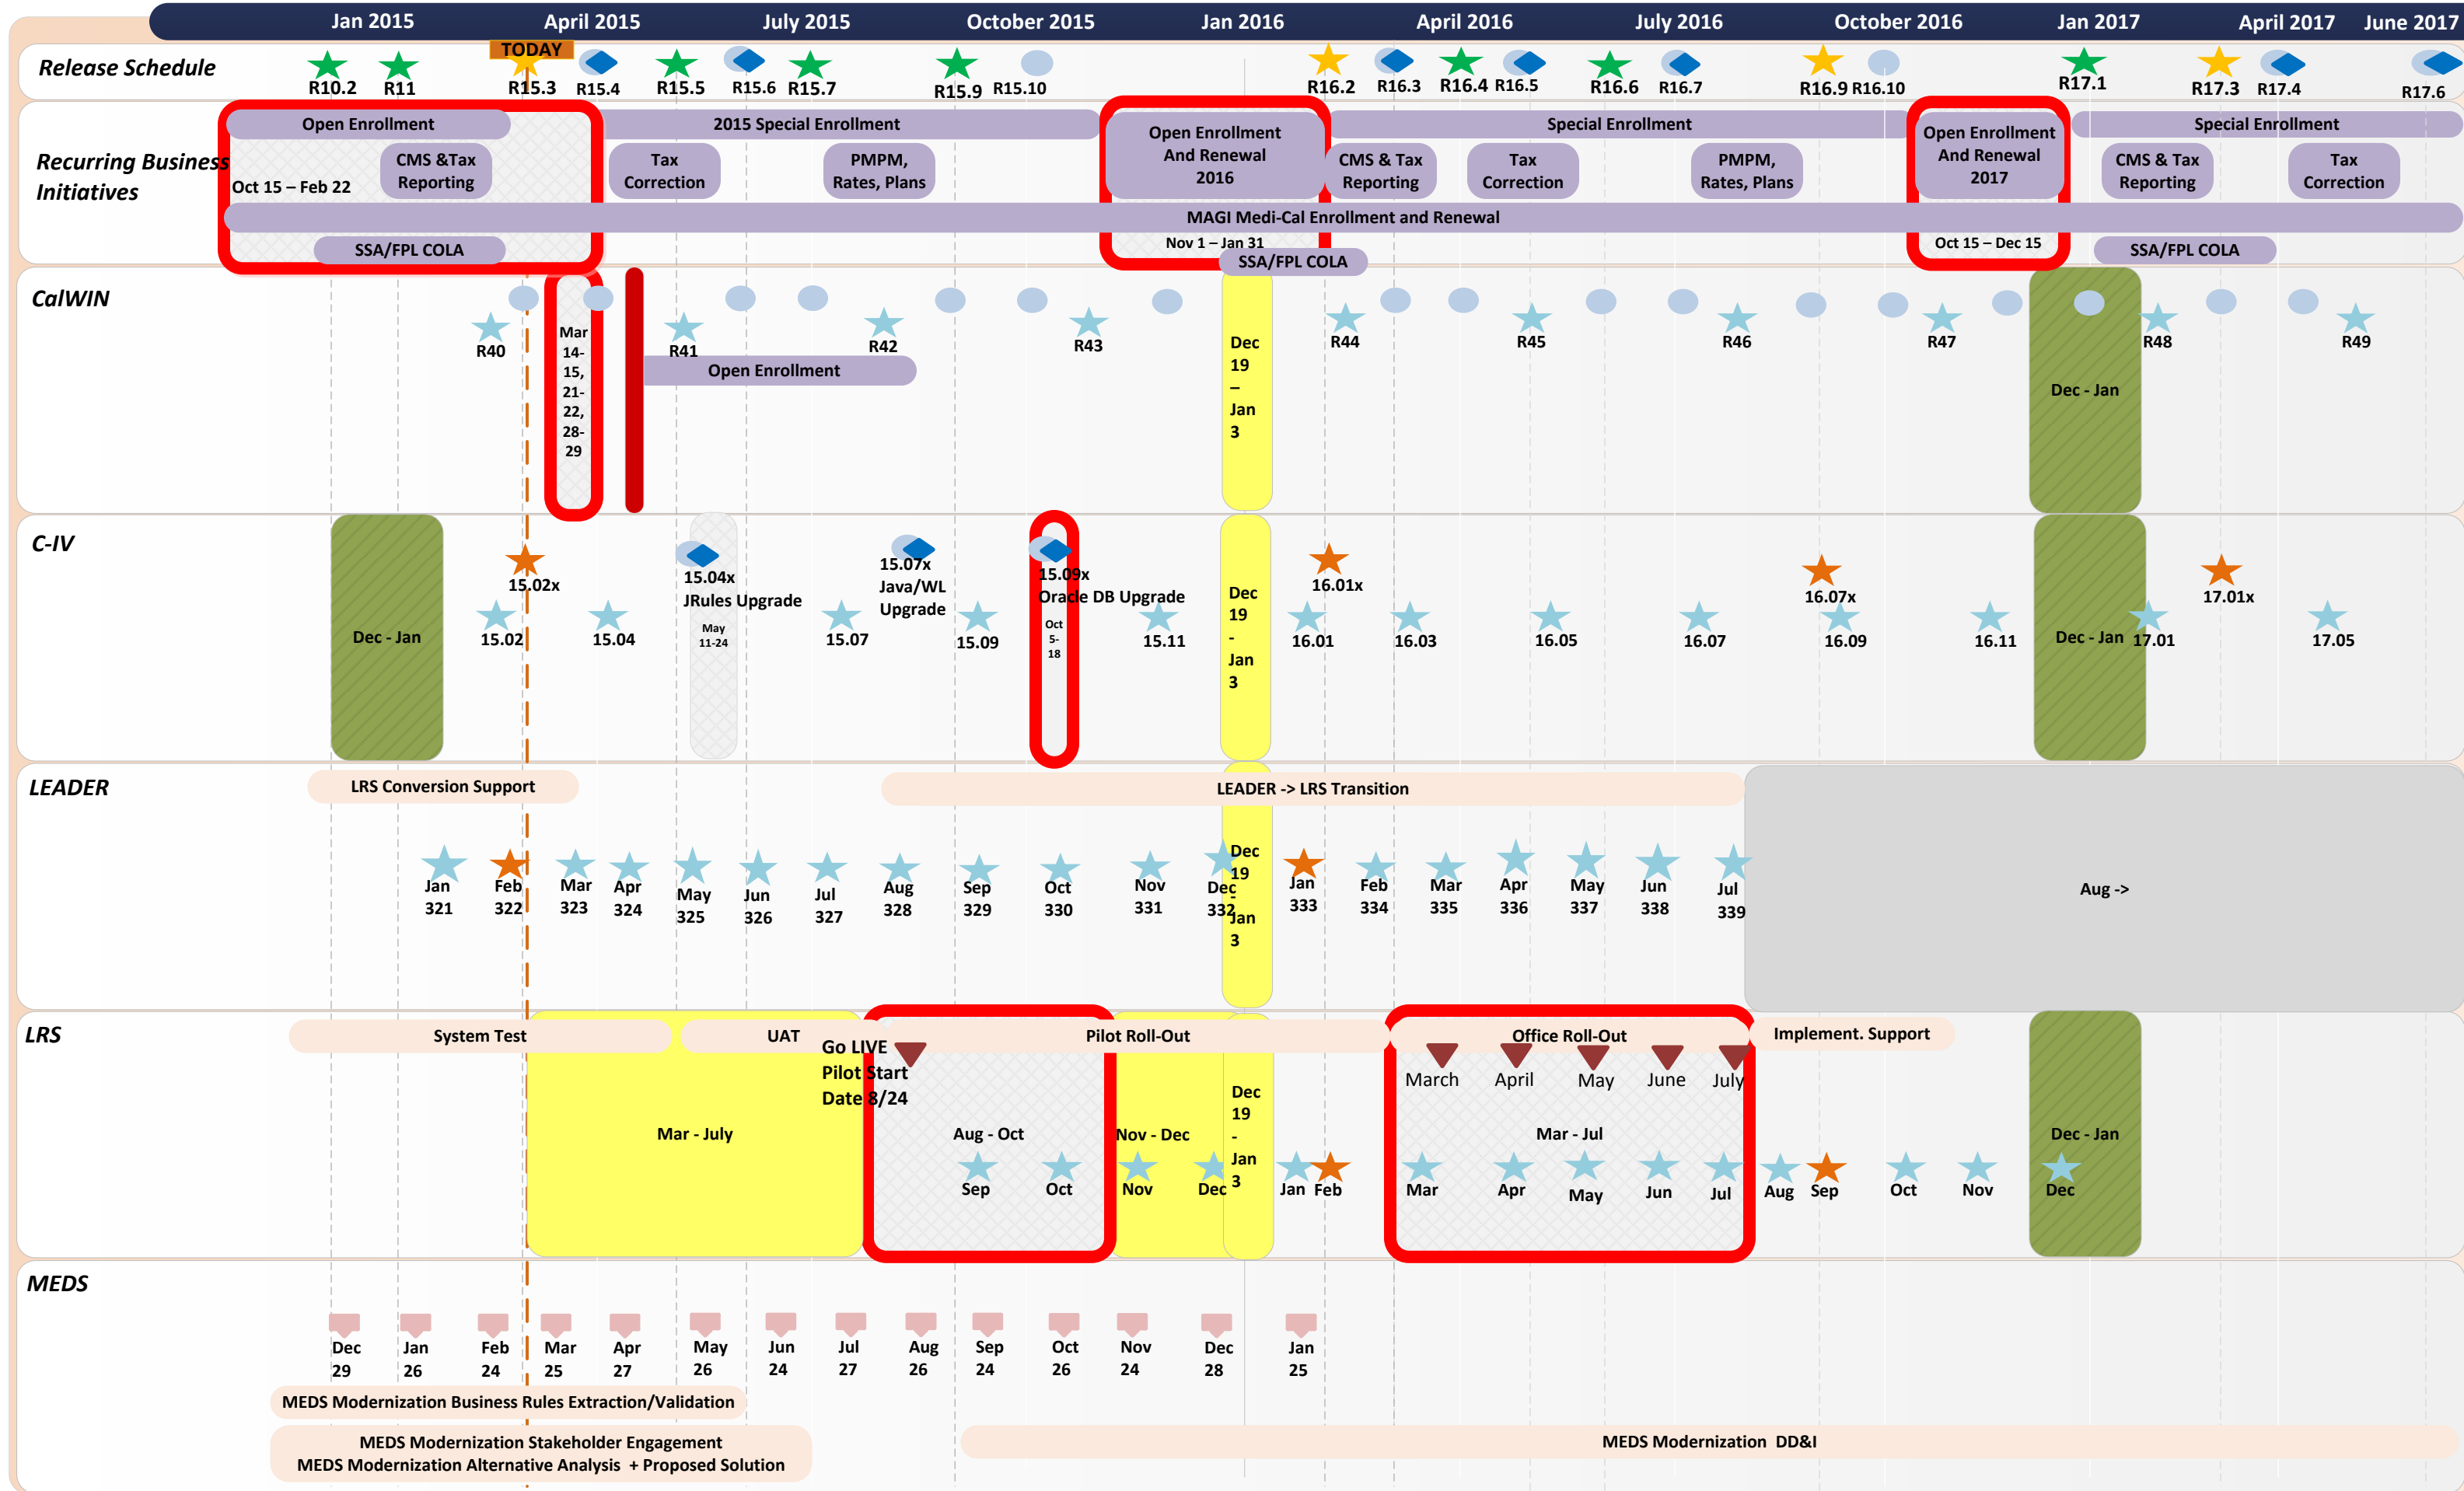 Jan 2015 April 2015 July 2015 October 2015 Jan 2016 April 2016 July 2016 October 2016 Jan 2017 April 2017 June 2017
TODAY
Release Schedule
R10.2 R11 R15.3 R15.4 R15.5 R15.6 R15.7 R15.9 R15.10 R16.2 R16.3 R16.4 R16.5 R16.6 R16.7 R16.9 R16.10 R17.1 R17.3 R17.4 R17.6
Recurring Business
Initiatives
Open Enrollment
2015 Special Enrollment
Open Enrollment
And Renewal
2016
Special Enrollment
Open Enrollment
And Renewal
2017
Special Enrollment
Oct 15 – Feb 22
CMS &Tax
Reporting
Tax
Correction
PMPM,
Rates, Plans
CMS & Tax
Reporting
Tax
Correction
PMPM,
Rates, Plans
CMS & Tax
Reporting
Tax
Correction
MAGI Medi-Cal Enrollment and Renewal
SSA/FPL COLA
Nov 1 – Jan 31
SSA/FPL COLA
Oct 15 – Dec 15
SSA/FPL COLA
CalWIN
R40 R41 R42 R43 R44 R45 R46 R47 R48 R49
Mar
14-
15,
21-
22,
28-
29
Open Enrollment
Dec
19
–
Jan
3
Dec - Jan
C-IV
Dec - Jan
15.02x
15.02
15.04
15.04x
JRules Upgrade
May
11-24
15.07
15.07x
Java/WL
Upgrade
15.09
15.09x
Oracle DB Upgrade
Oct
5-
18
15.11
Dec
19
-
Jan
3
16.01x
16.01
16.03
16.05
16.07
16.07x
16.09
16.11
Dec - Jan
17.01
17.01x
17.05
LEADER
LRS Conversion Support
LEADER -> LRS Transition
Jan
321
Feb
322
Mar
323
Apr
324
May
325
Jun
326
Jul
327
Aug
328
Sep
329
Oct
330
Nov
331
Dec
332
Dec
19
-
Jan
3
Jan
333
Feb
334
Mar
335
Apr
336
May
337
Jun
338
Jul
339
Aug ->
LRS
System Test
UAT
Pilot Roll-Out
Office Roll-Out
Implement. Support
Go LIVE
Pilot Start
Date 8/24
March April May June July
Mar - July
Aug - Oct
Nov - Dec
Dec
19
-
Jan
3
Mar - Jul
Dec - Jan
Sep Oct Nov Dec Jan Feb Mar Apr May Jun Jul Aug Sep Oct Nov Dec
MEDS
Dec
29
Jan
26
Feb
24
Mar
25
Apr
27
May
26
Jun
24
Jul
27
Aug
26
Sep
24
Oct
26
Nov
24
Dec
28
Jan
25
MEDS Modernization Business Rules Extraction/Validation
MEDS Modernization Stakeholder Engagement
MEDS Modernization Alternative Analysis + Proposed Solution
MEDS Modernization DD&I